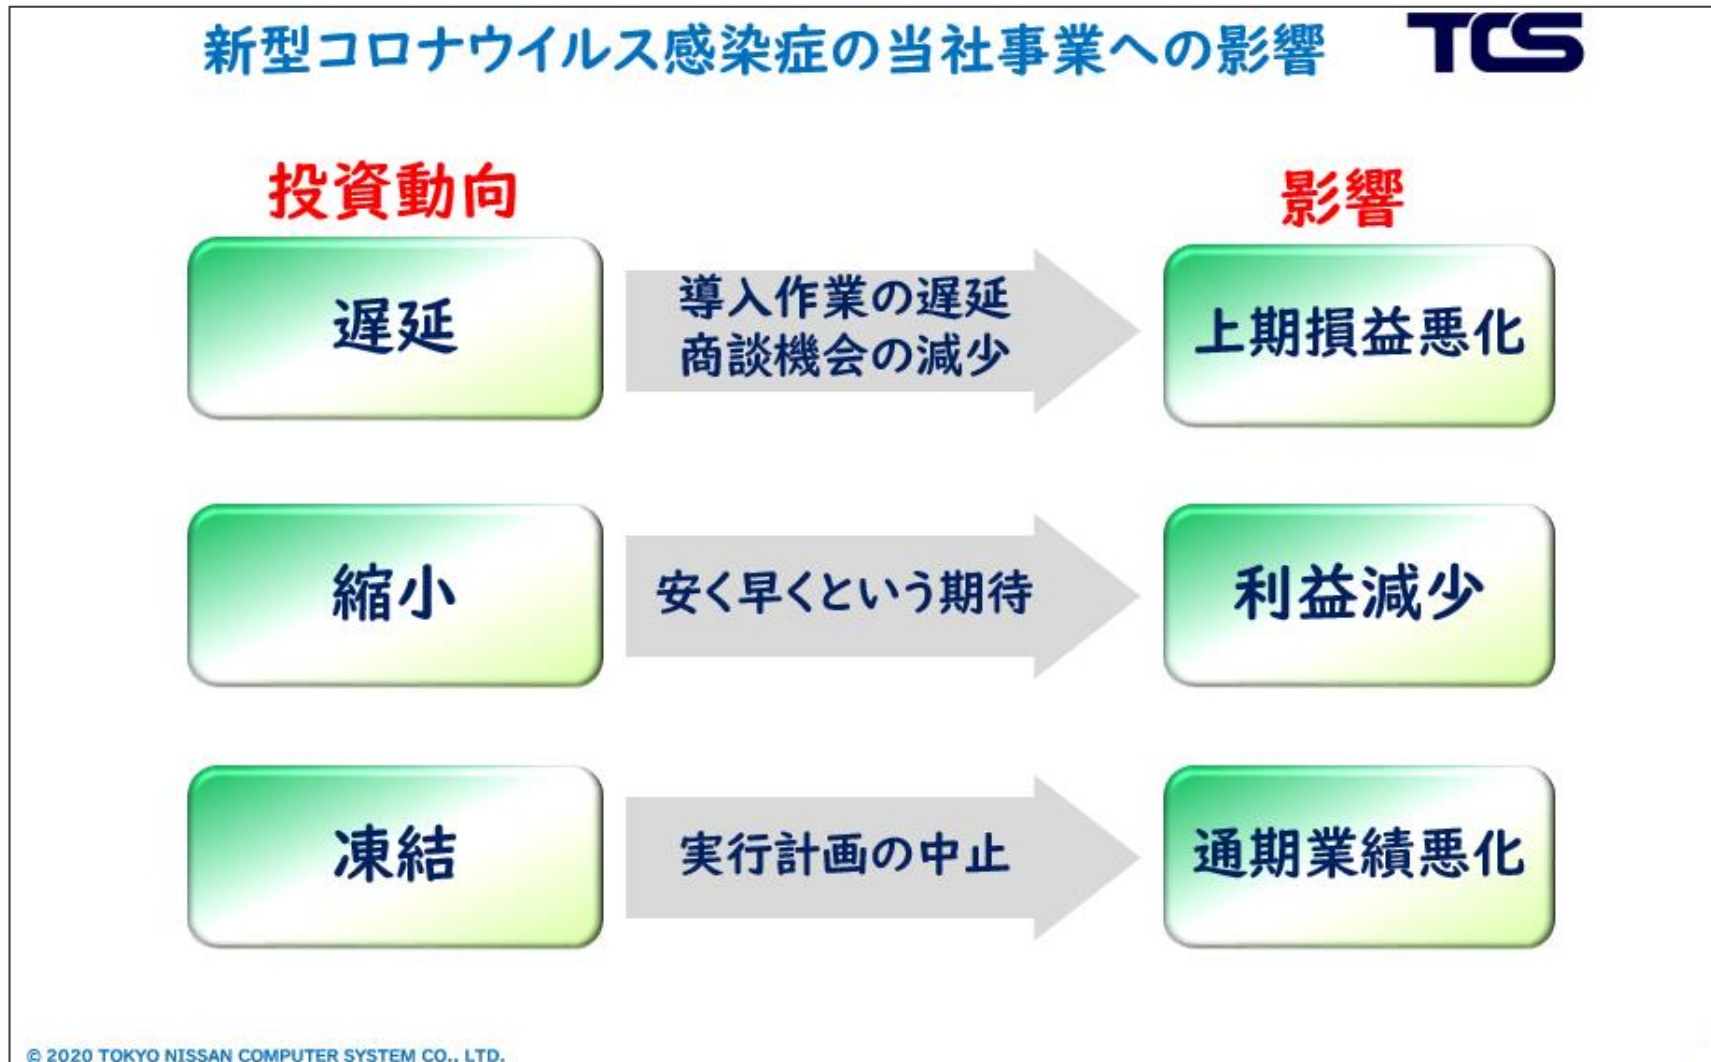 新型コロナウイルス感染症の当社事業への影響
TCS
投資動向
影響
遅延
導入作業の遅延
商談機会の減少
上期損益悪化
縮小
安く早くという期待
利益減少
凍結
実行計画の中止
通期業績悪化
© 2020 TOKYO NISSAN COMPUTER SYSTEM CO., LTD.